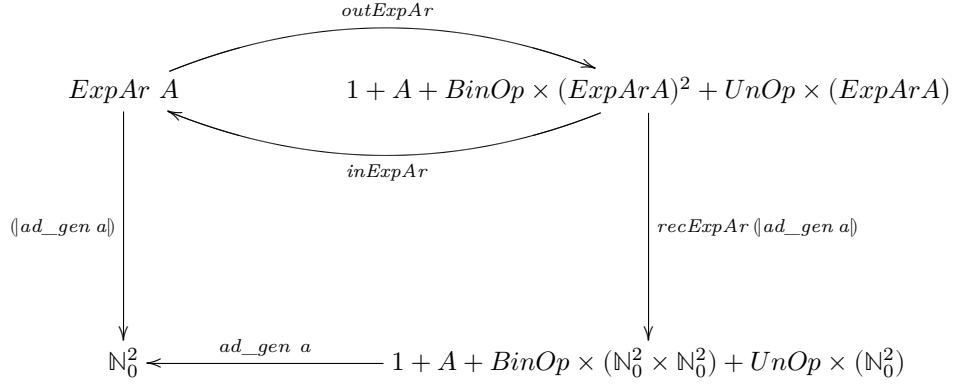 outExpAr
ExpAr A
1 + A + BinOp × (ExpArA)² + UnOp × (ExpArA)
inExpAr
⦇ad_gen a⦈
recExpAr ⦇ad_gen a⦈
ℕ₀²
ad_gen a
1 + A + BinOp × (ℕ₀² × ℕ₀²) + UnOp × (ℕ₀²)